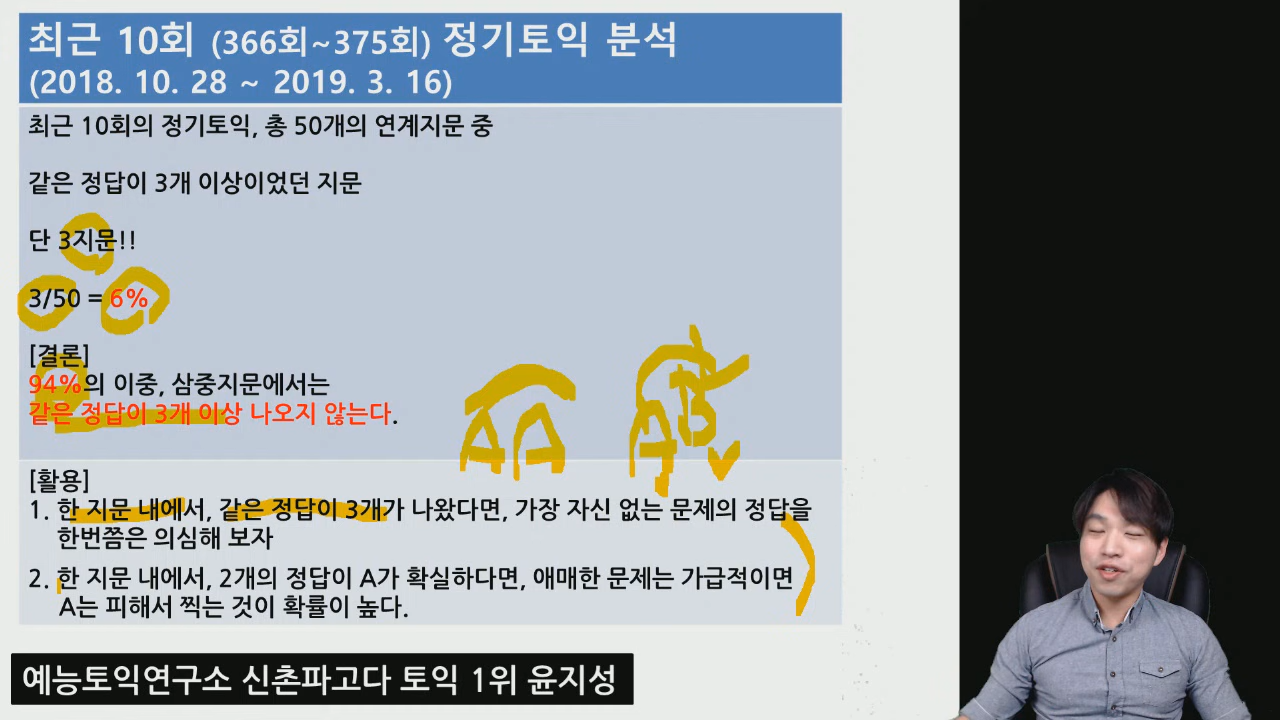 최근 10회 (366회~375회) 정기토익 분석
(2018. 10. 28 ~ 2019. 3. 16)
최근 10회의 정기토익, 총 50개의 연계지문 중
같은 정답이 3개 이상이었던 지문
단 3지문!!
3/50 = 6%
[결론]
94%의 이중, 삼중지문에서는
같은 정답이 3개 이상 나오지 않는다.
[활용]
1. 한 지문 내에서, 같은 정답이 3개가 나왔다면, 가장 자신 없는 문제의 정답을
한번쯤은 의심해 보자
2. 한 지문 내에서, 2개의 정답이 A가 확실하다면, 애매한 문제는 가급적이면
A는 피해서 찍는 것이 확률이 높다.
예능토익연구소 신촌파고다 토익 1위 윤지성